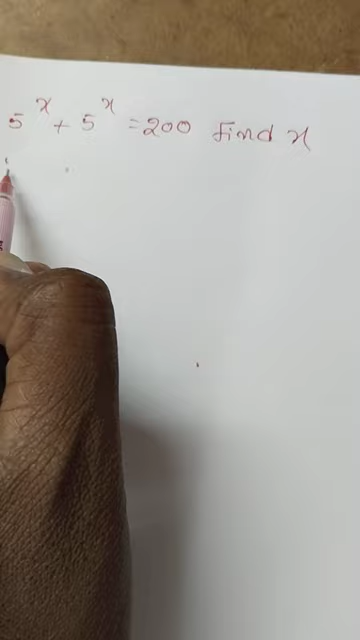 5^x + 5^x = 200 find x